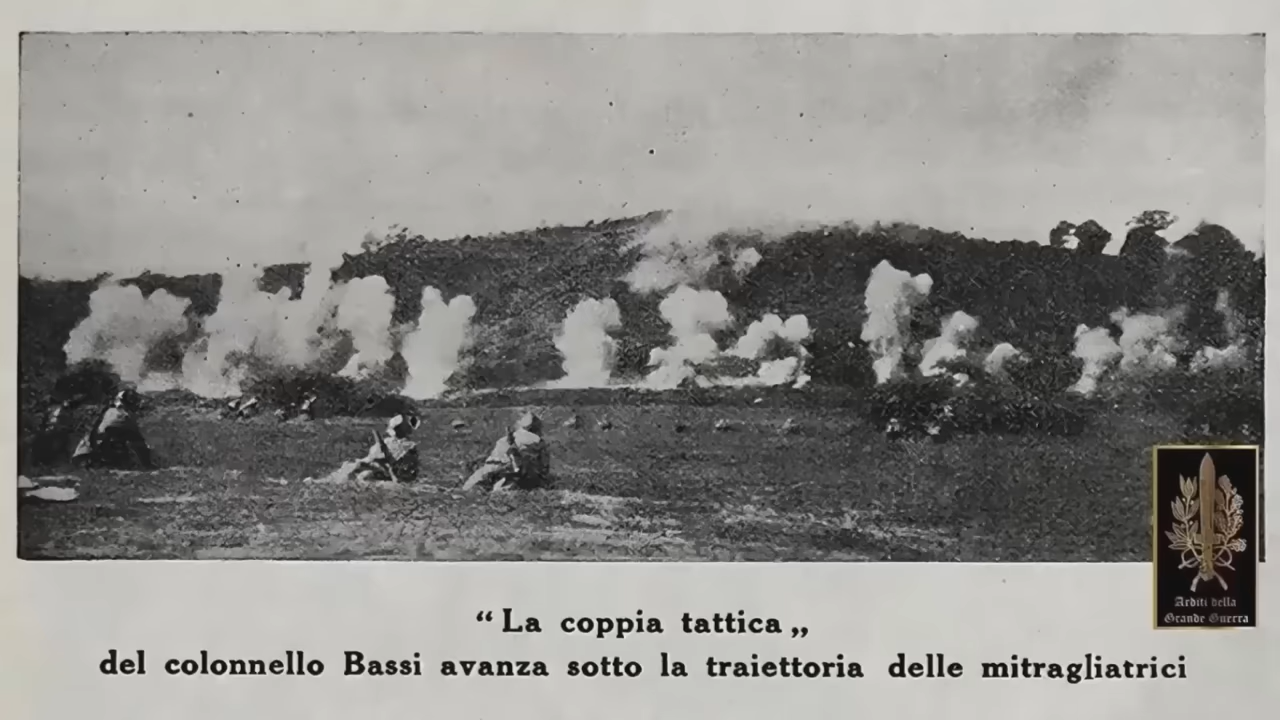 “ La coppia tattica „
del colonnello Bassi avanza sotto la traiettoria delle mitragliatrici
Arditi della
Grande Guerra